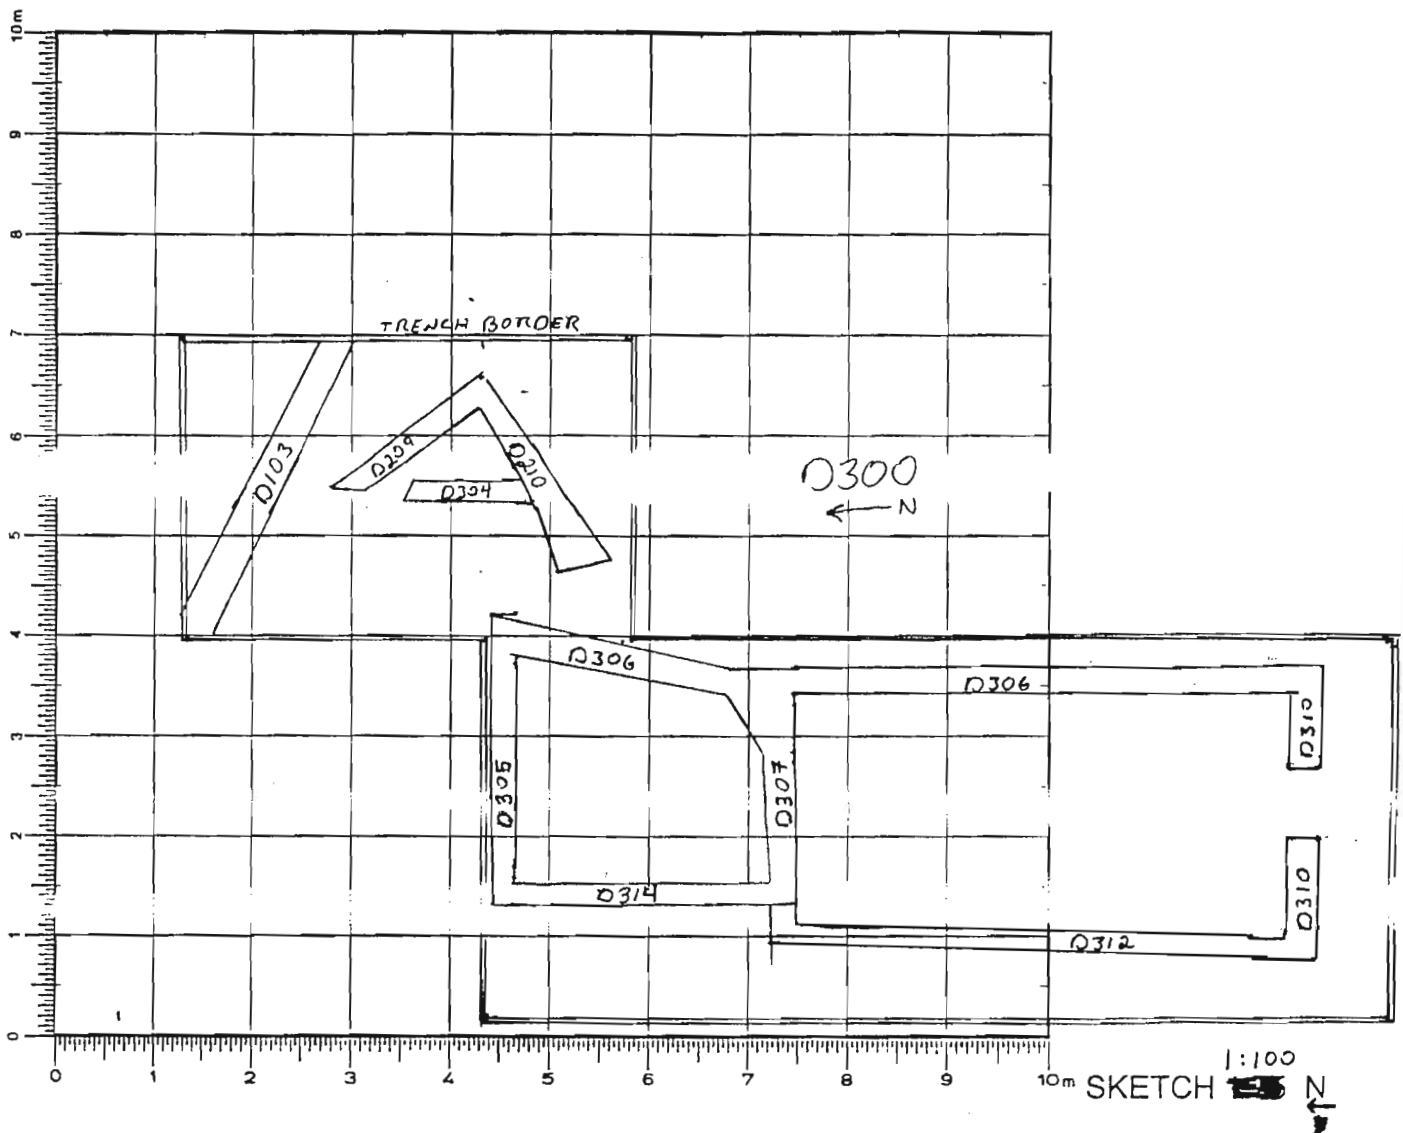 10m
9
8
7
6
5
4
3
2
1
0
TRENCH BORDER
D103
D209
D210
D304
D300
← N
D306
D306
D310
D305
D307
D314
D310
D312
0 1 2 3 4 5 6 7 8 9 10m
SKETCH 1:100 N
←